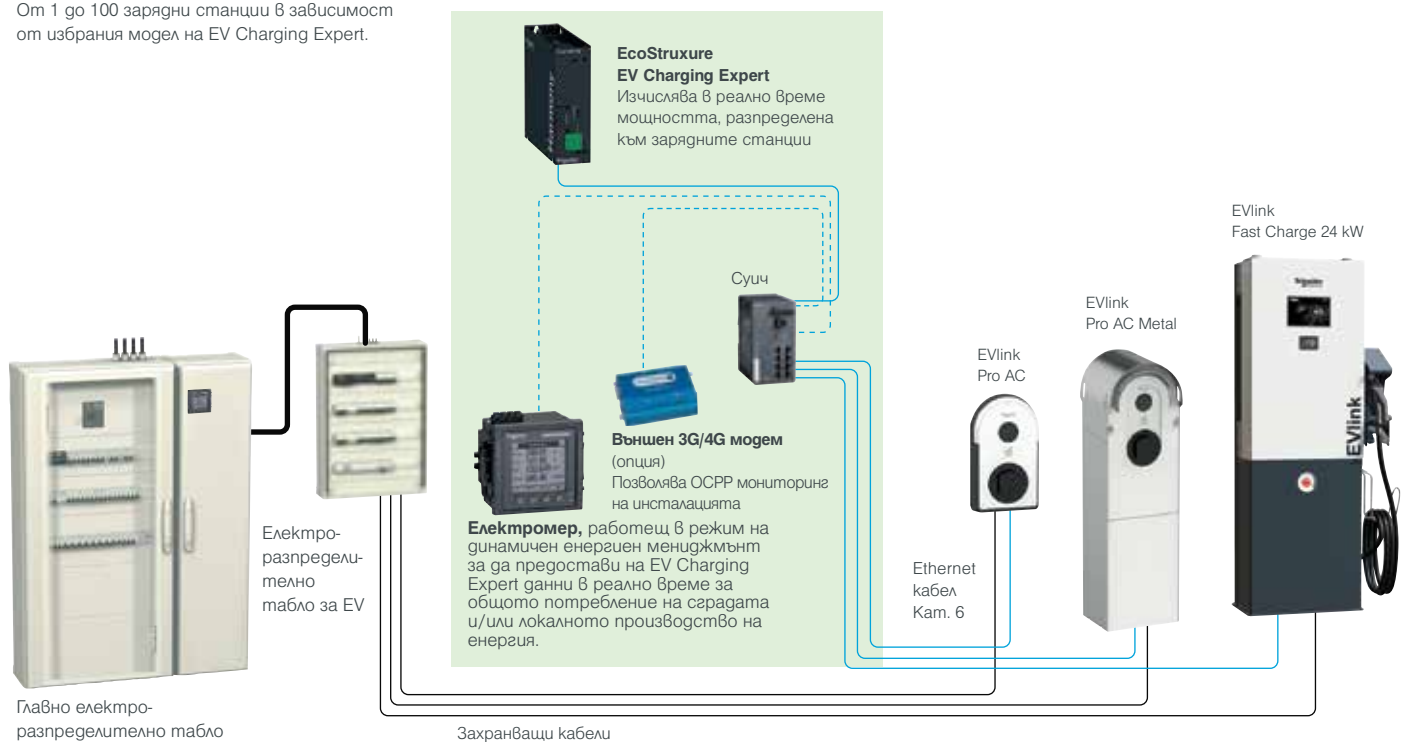 От 1 до 100 зарядни станции в зависимост
от избрания модел на EV Charging Expert.
EcoStruxure
EV Charging Expert
Изчислява в реално време
мощността, разпределена
към зарядните станции
EVlink
Fast Charge 24 kW
Суич
EVlink
Pro AC Metal
EVlink
Pro AC
Външен 3G/4G модем
(опция)
Позволява OCPP мониторинг
на инсталацията
Електромер, работещ в режим на
динамичен енергиен мениджмънт
за да предостави на EV Charging
Expert данни в реално време за
общото потребление на сградата
и/или локалното производство на
енергия.
Електро-
разпредели-
телно
табло за EV
Ethernet
кабел
Кат. 6
EVlink
Главно електро-
разпределително табло
Захранващи кабели